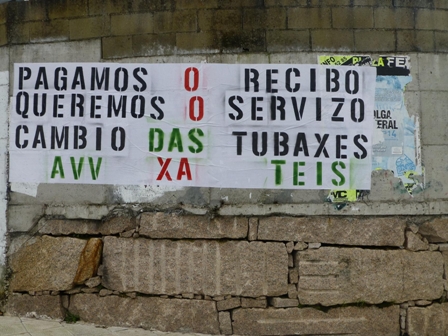 PAGAMOS O RECIBO
QUEREMOS O SERVIZO
CAMBIO DAS TUBAXES
AVV XA TEIS